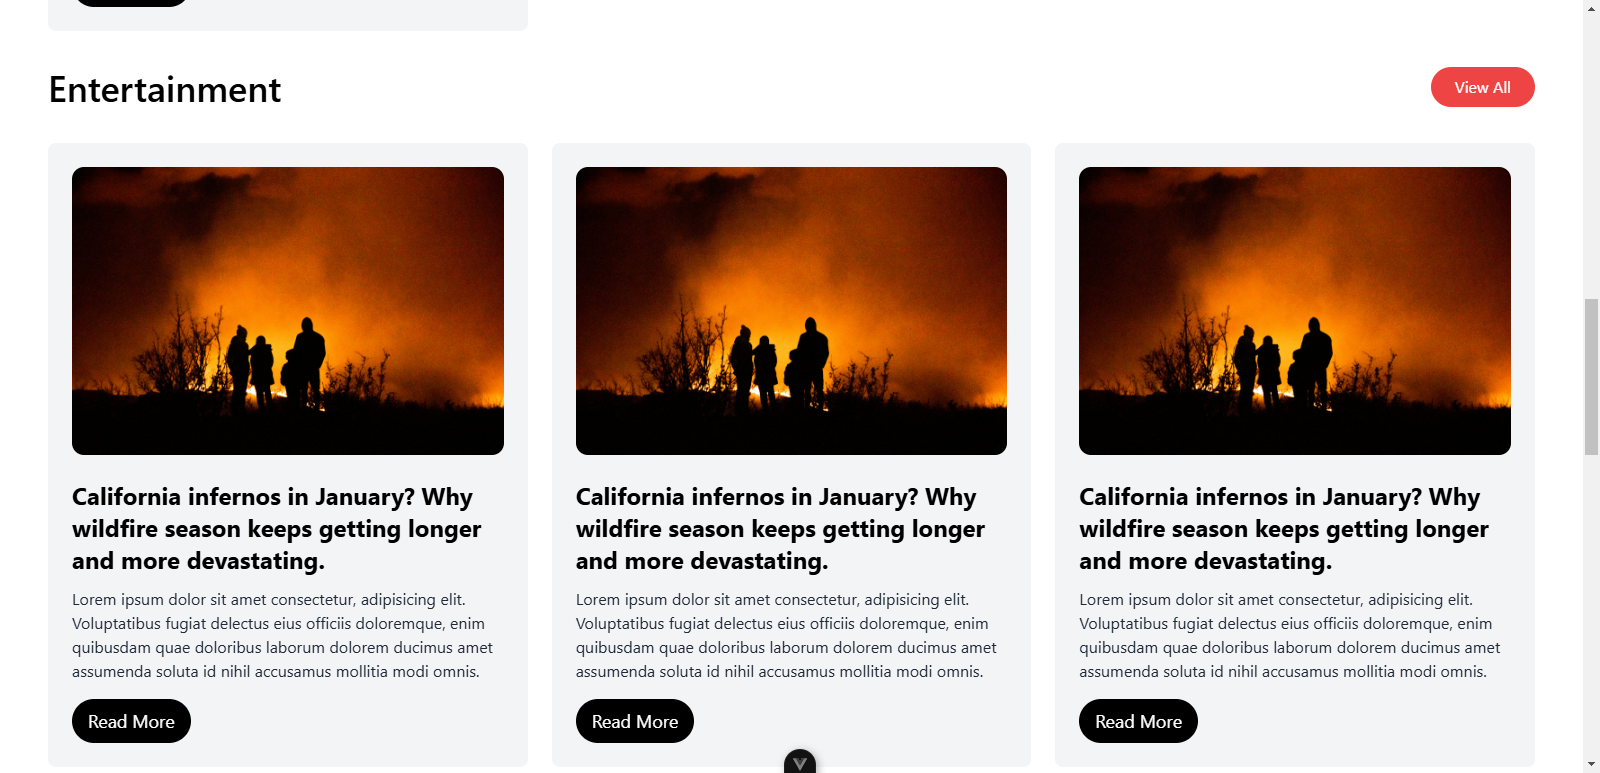 Entertainment
View All
California infernos in January? Why
wildfire season keeps getting longer
and more devastating.
Lorem ipsum dolor sit amet consectetur, adipisicing elit.
Voluptatibus fugiat delectus eius officiis doloremque, enim
quibusdam quae doloribus laborum dolorem ducimus amet
assumenda soluta id nihil accusamus mollitia modi omnis.
Read More
California infernos in January? Why
wildfire season keeps getting longer
and more devastating.
Lorem ipsum dolor sit amet consectetur, adipisicing elit.
Voluptatibus fugiat delectus eius officiis doloremque, enim
quibusdam quae doloribus laborum dolorem ducimus amet
assumenda soluta id nihil accusamus mollitia modi omnis.
Read More
California infernos in January? Why
wildfire season keeps getting longer
and more devastating.
Lorem ipsum dolor sit amet consectetur, adipisicing elit.
Voluptatibus fugiat delectus eius officiis doloremque, enim
quibusdam quae doloribus laborum dolorem ducimus amet
assumenda soluta id nihil accusamus mollitia modi omnis.
Read More